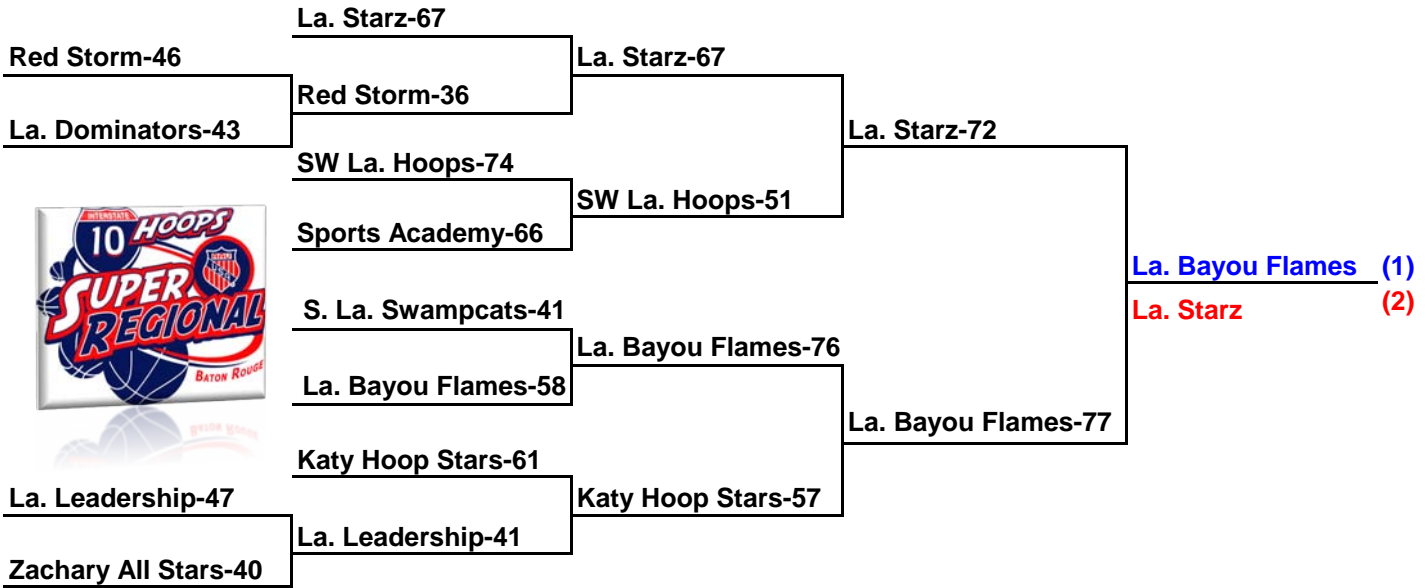 La. Starz-67
Red Storm-46
La. Starz-67
Red Storm-36
La. Dominators-43
La. Starz-72
SW La. Hoops-74
SW La. Hoops-51
Sports Academy-66
INTERSTATE
10 HOOPS
SUPER
REGIONAL
BATON ROUGE
La. Bayou Flames (1)
La. Starz (2)
S. La. Swampcats-41
La. Bayou Flames-76
La. Bayou Flames-58
La. Bayou Flames-77
Katy Hoop Stars-61
La. Leadership-47
Katy Hoop Stars-57
La. Leadership-41
Zachary All Stars-40